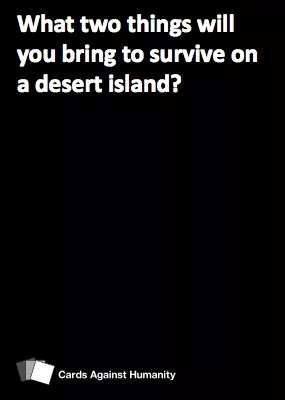 What two things will
you bring to survive on
a desert island?
Cards Against Humanity